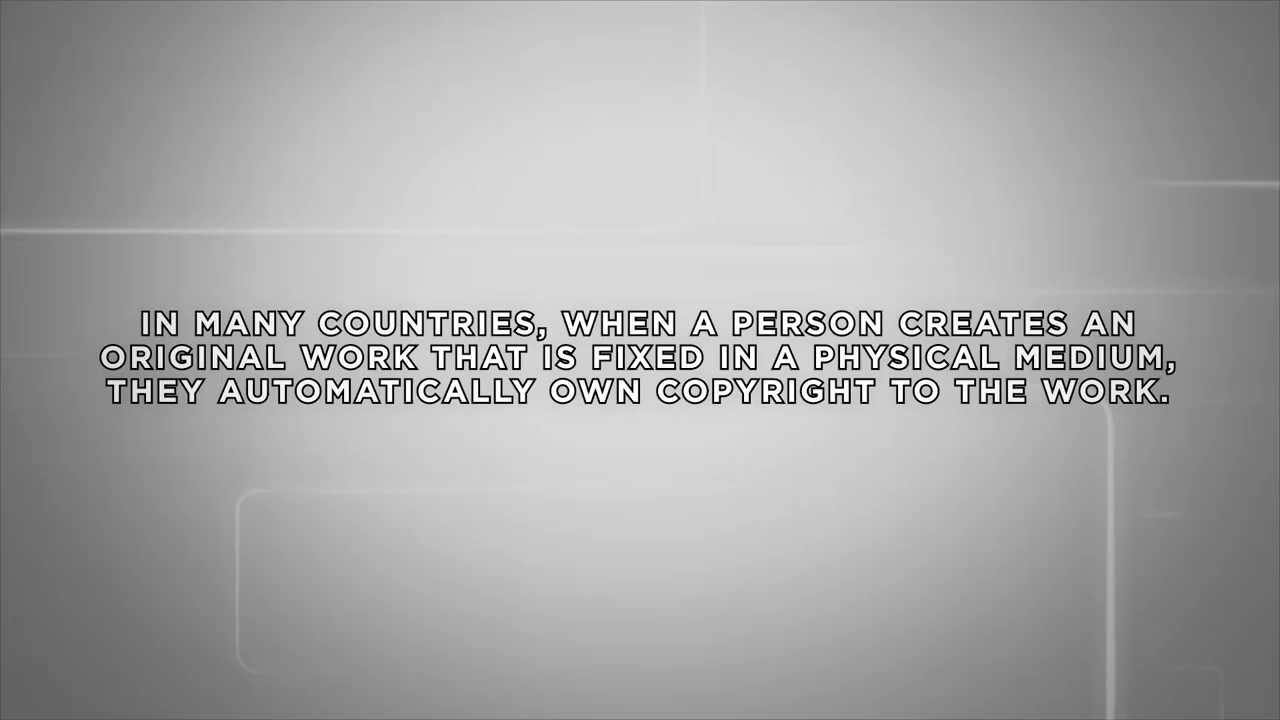 IN MANY COUNTRIES, WHEN A PERSON CREATES AN
ORIGINAL WORK THAT IS FIXED IN A PHYSICAL MEDIUM,
THEY AUTOMATICALLY OWN COPYRIGHT TO THE WORK.